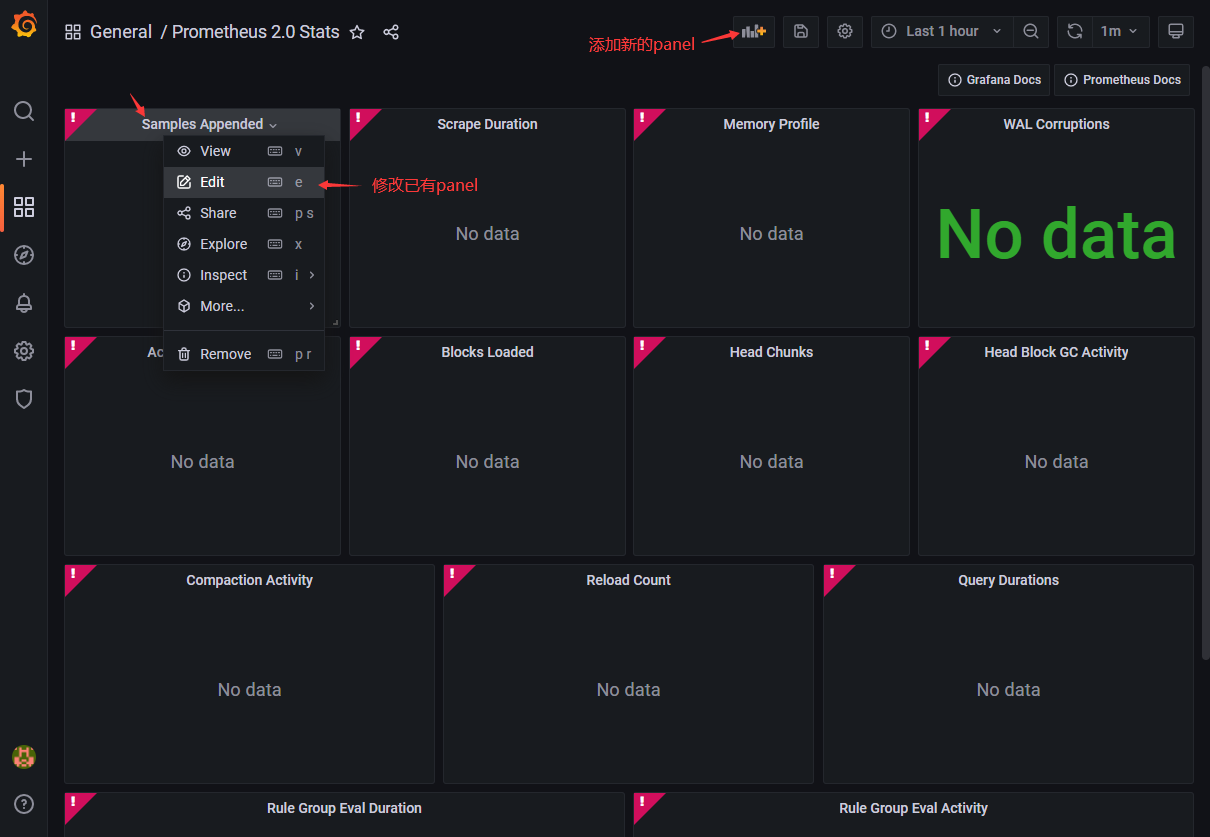 General / Prometheus 2.0 Stats
添加新的panel
Last 1 hour
1m
Grafana Docs
Prometheus Docs
! Samples Appended
! Scrape Duration
! Memory Profile
! WAL Corruptions
View v
Edit e
修改已有panel
Share p s
Explore x
Inspect i
More...
Remove p r
No data
No data
No data
! Ac
! Blocks Loaded
! Head Chunks
! Head Block GC Activity
No data
No data
No data
No data
! Compaction Activity
! Reload Count
! Query Durations
No data
No data
No data
! Rule Group Eval Duration
! Rule Group Eval Activity